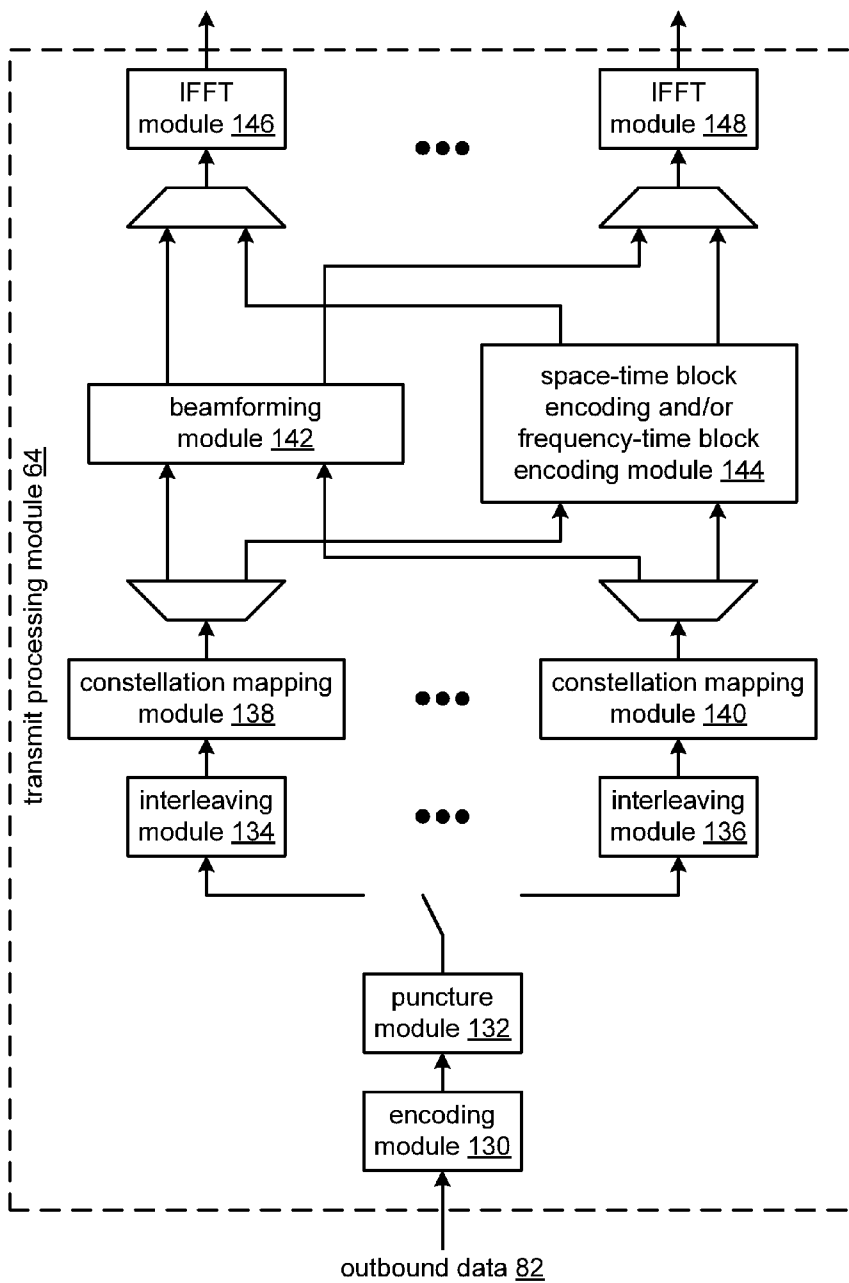 IFFT
module 146
IFFT
module 148
beamforming
module 142
space-time block
encoding and/or
frequency-time block
encoding module 144
transmit processing module 64
constellation mapping
module 138
constellation mapping
module 140
interleaving
module 134
interleaving
module 136
puncture
module 132
encoding
module 130
outbound data 82